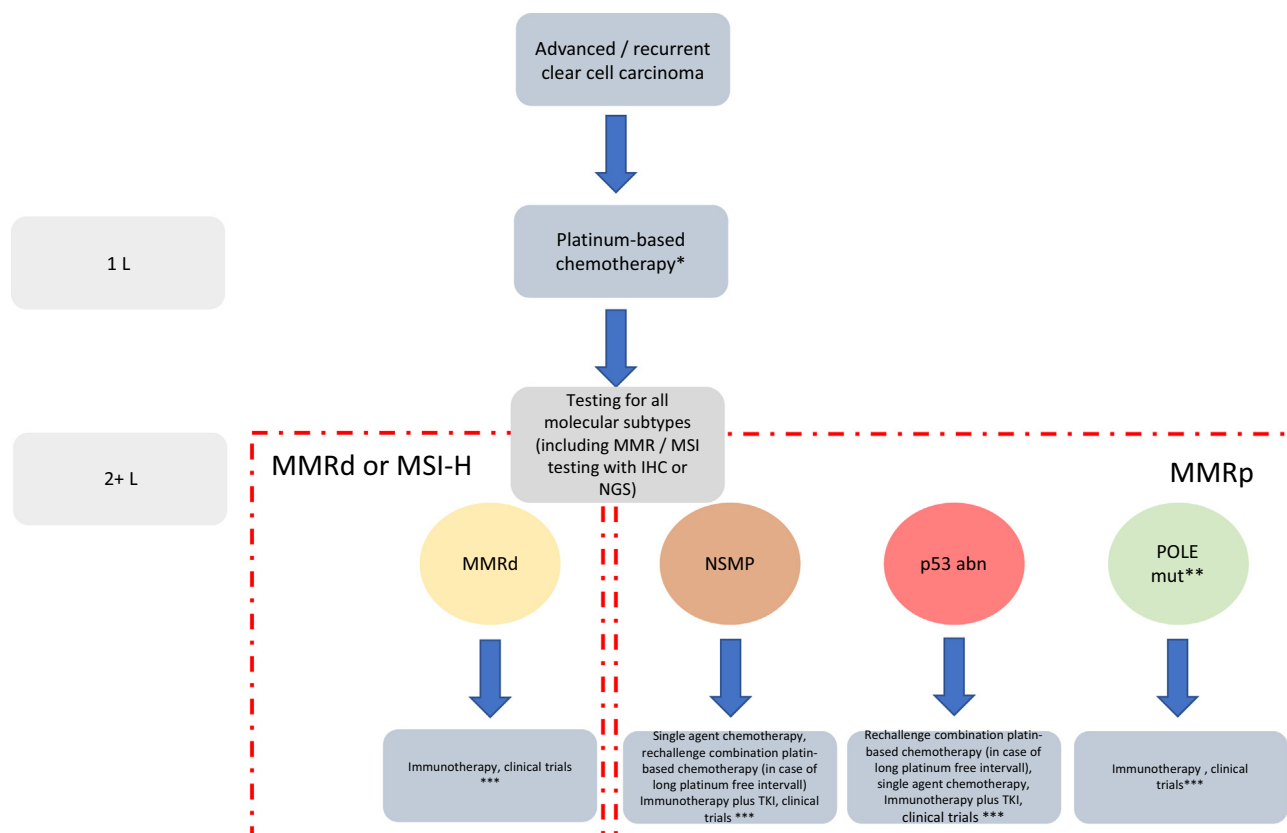 Advanced / recurrent
clear cell carcinoma
1 L
Platinum-based
chemotherapy*
2+ L
Testing for all
molecular subtypes
(including MMR / MSI
testing with IHC or
NGS)
MMRd or MSI-H
MMRp
MMRd
NSMP
p53 abn
POLE
mut**
Immunotherapy, clinical trials
***
Single agent chemotherapy,
rechallenge combination platin-
based chemotherapy (in case of
long platinum free intervall)
Immunotherapy plus TKI, clinical
trials ***
Rechallenge combination platin-
based chemotherapy (in case of
long platinum free intervall),
single agent chemotherapy,
Immunotherapy plus TKI,
clinical trials ***
Immunotherapy , clinical
trials***